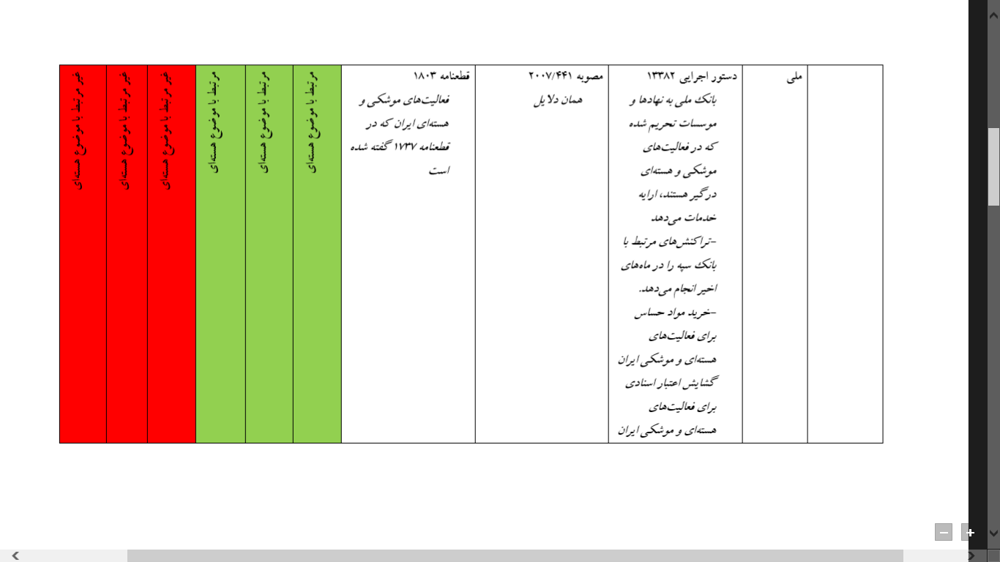 ملی
دستور اجرایی ۱۳۳۸۲
بانک ملی به نهادها و
موسسات تحریم شده
که در فعالیت‌های
موشکی و هسته‌ای
درگیر هستند، ارایه
خدمات می‌دهد
-تراکنش‌های مرتبط با
بانک سپه را در ماه‌های
اخیر انجام می‌دهد.
-خرید مواد حساس
برای فعالیت‌های
هسته‌ای و موشکی ایران
گشایش اعتبار اسنادی
برای فعالیت‌های
هسته‌ای و موشکی ایران
مصوبه ۲۰۰۷/۴۴۱
همان دلایل
قطعنامه ۱۸۰۳
فعالیت‌های موشکی و
هسته‌ای ایران که در
قطعنامه ۱۷۳۷ گفته شده
است
مرتبط با موضوع هسته‌ای
مرتبط با موضوع هسته‌ای
مرتبط با موضوع هسته‌ای
غیر مرتبط با موضوع هسته‌ای
غیر مرتبط با موضوع هسته‌ای
غیر مرتبط با موضوع هسته‌ای